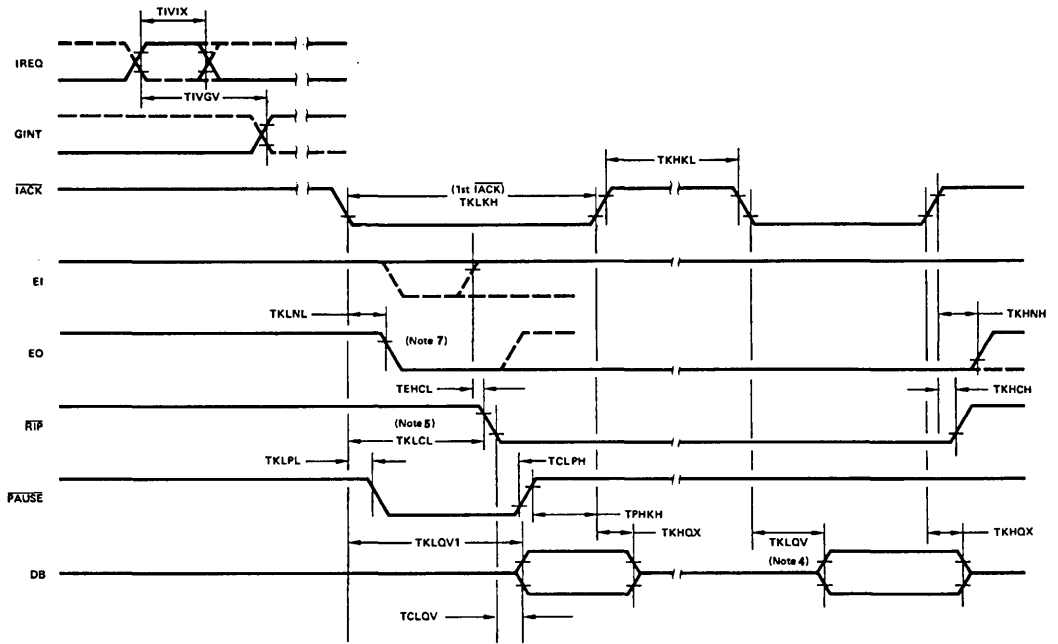 TIVIX
IREQ
TIVGV
GINT
IACK
(1st IACK)
TKLKH
TKHKL
EI
TKLNL
TKHNH
EO
(Note 7)
TEHCL
TKHCH
RIP
(Note 5)
TKLCL
TKLPL
TCLPH
PAUSE
TPHKH
TKHQX
TKLQV
TKHQX
TKLQV1
(Note 4)
DB
TCLQV